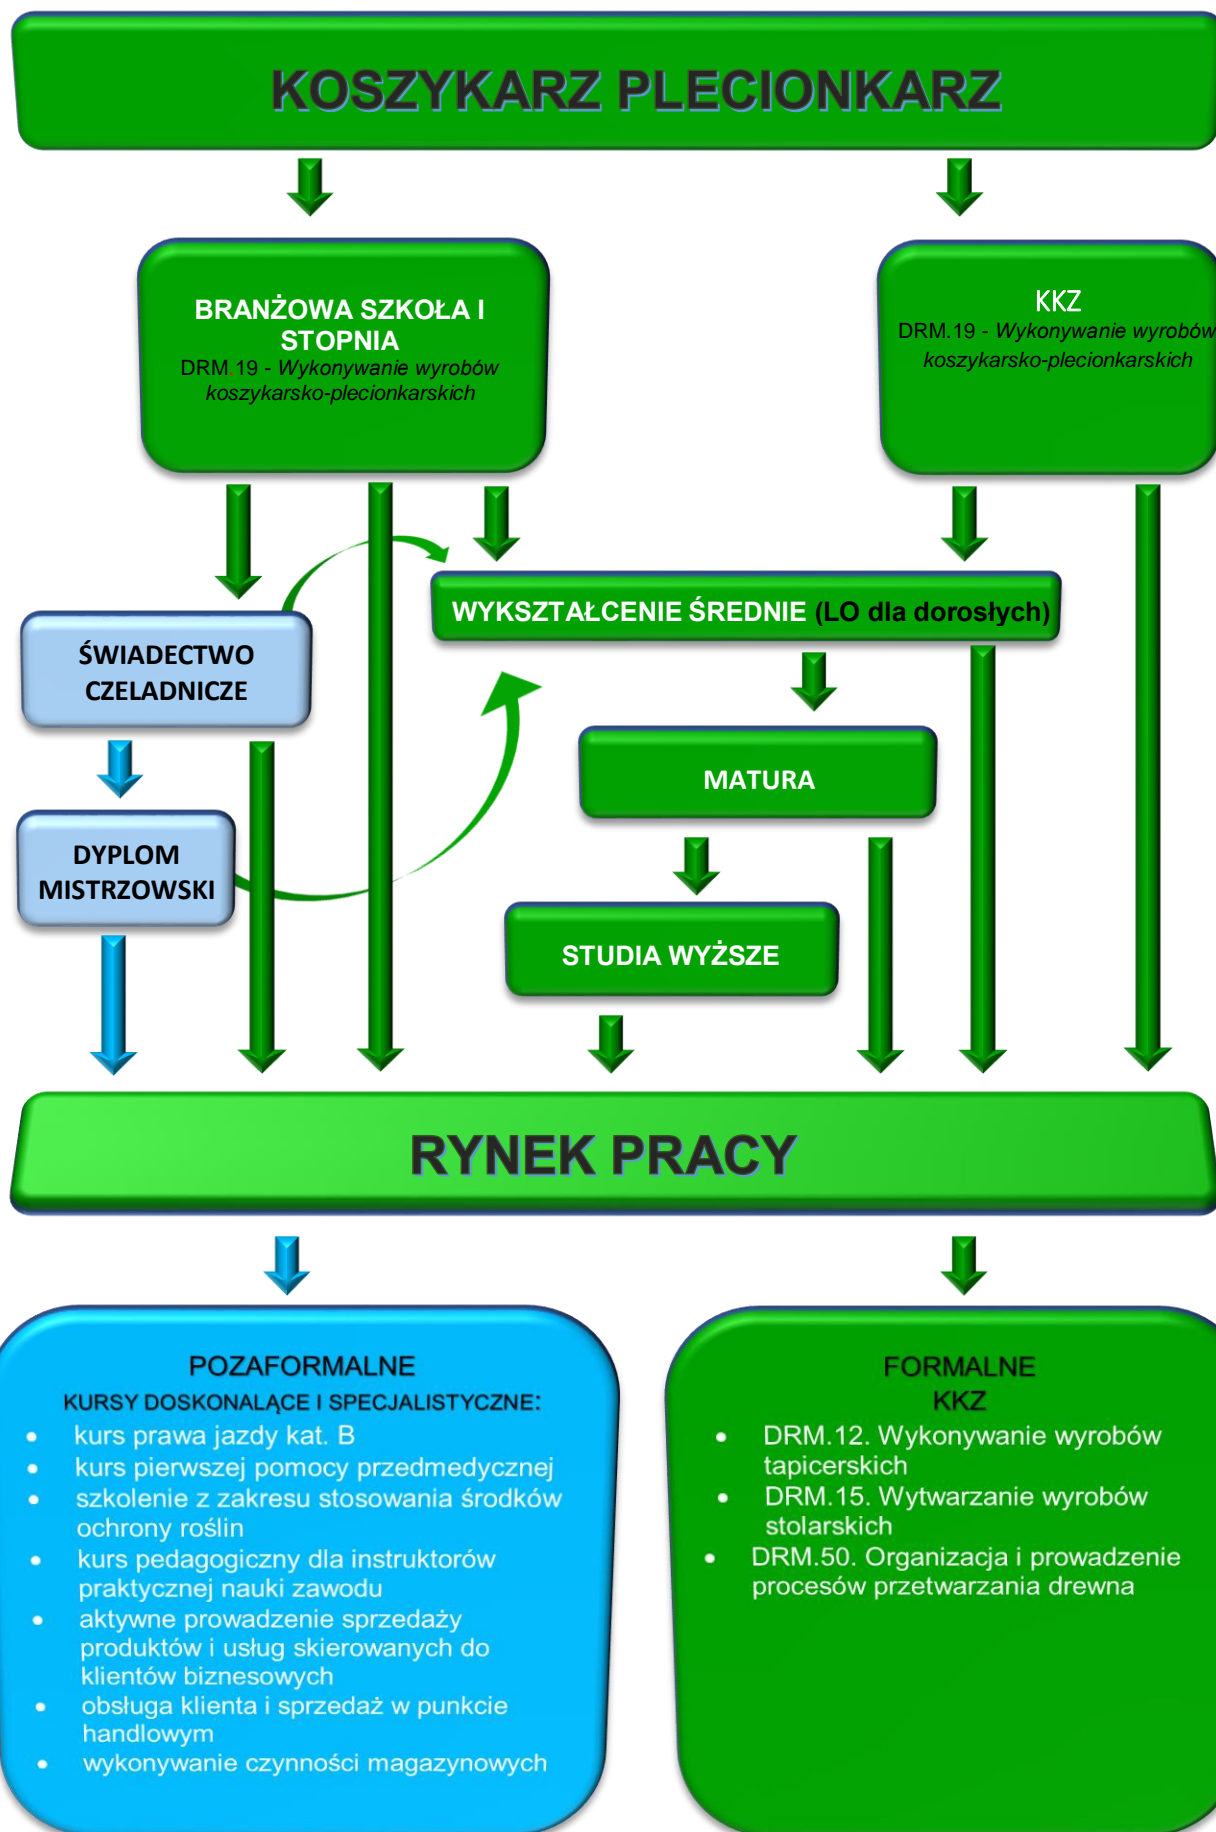 KOSZYKARZ PLECIONKARZ
BRANŻOWA SZKOŁA I
STOPNIA
DRM.19 - Wykonywanie wyrobów
koszykarsko-plecionkarskich
KKZ
DRM.19 - Wykonywanie wyrobów
koszykarsko-plecionkarskich
WYKSZTAŁCENIE ŚREDNIE (LO dla dorosłych)
ŚWIADECTWO
CZELADNICZE
MATURA
DYPLOM
MISTRZOWSKI
STUDIA WYŻSZE
RYNEK PRACY
POZAFORMALNE
KURSY DOSKONALĄCE I SPECJALISTYCZNE:
• kurs prawa jazdy kat. B
• kurs pierwszej pomocy przedmedycznej
• szkolenie z zakresu stosowania środków
ochrony roślin
• kurs pedagogiczny dla instruktorów
praktycznej nauki zawodu
• aktywne prowadzenie sprzedaży
produktów i usług skierowanych do
klientów biznesowych
• obsługa klienta i sprzedaż w punkcie
handlowym
• wykonywanie czynności magazynowych
FORMALNE
KKZ
• DRM.12. Wykonywanie wyrobów
tapicerskich
• DRM.15. Wytwarzanie wyrobów
stolarskich
• DRM.50. Organizacja i prowadzenie
procesów przetwarzania drewna